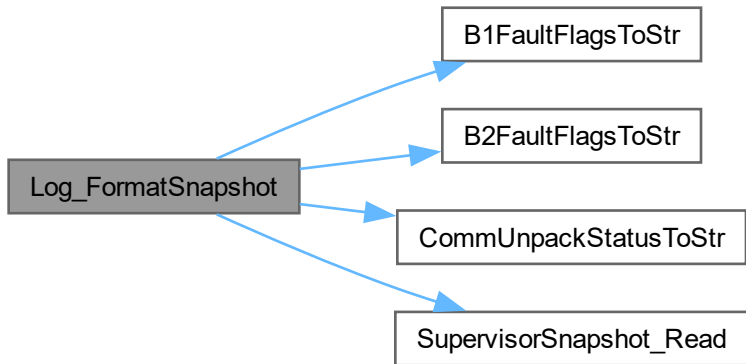 B1FaultFlagsToStr
B2FaultFlagsToStr
Log_FormatSnapshot
CommUnpackStatusToStr
SupervisorSnapshot_Read